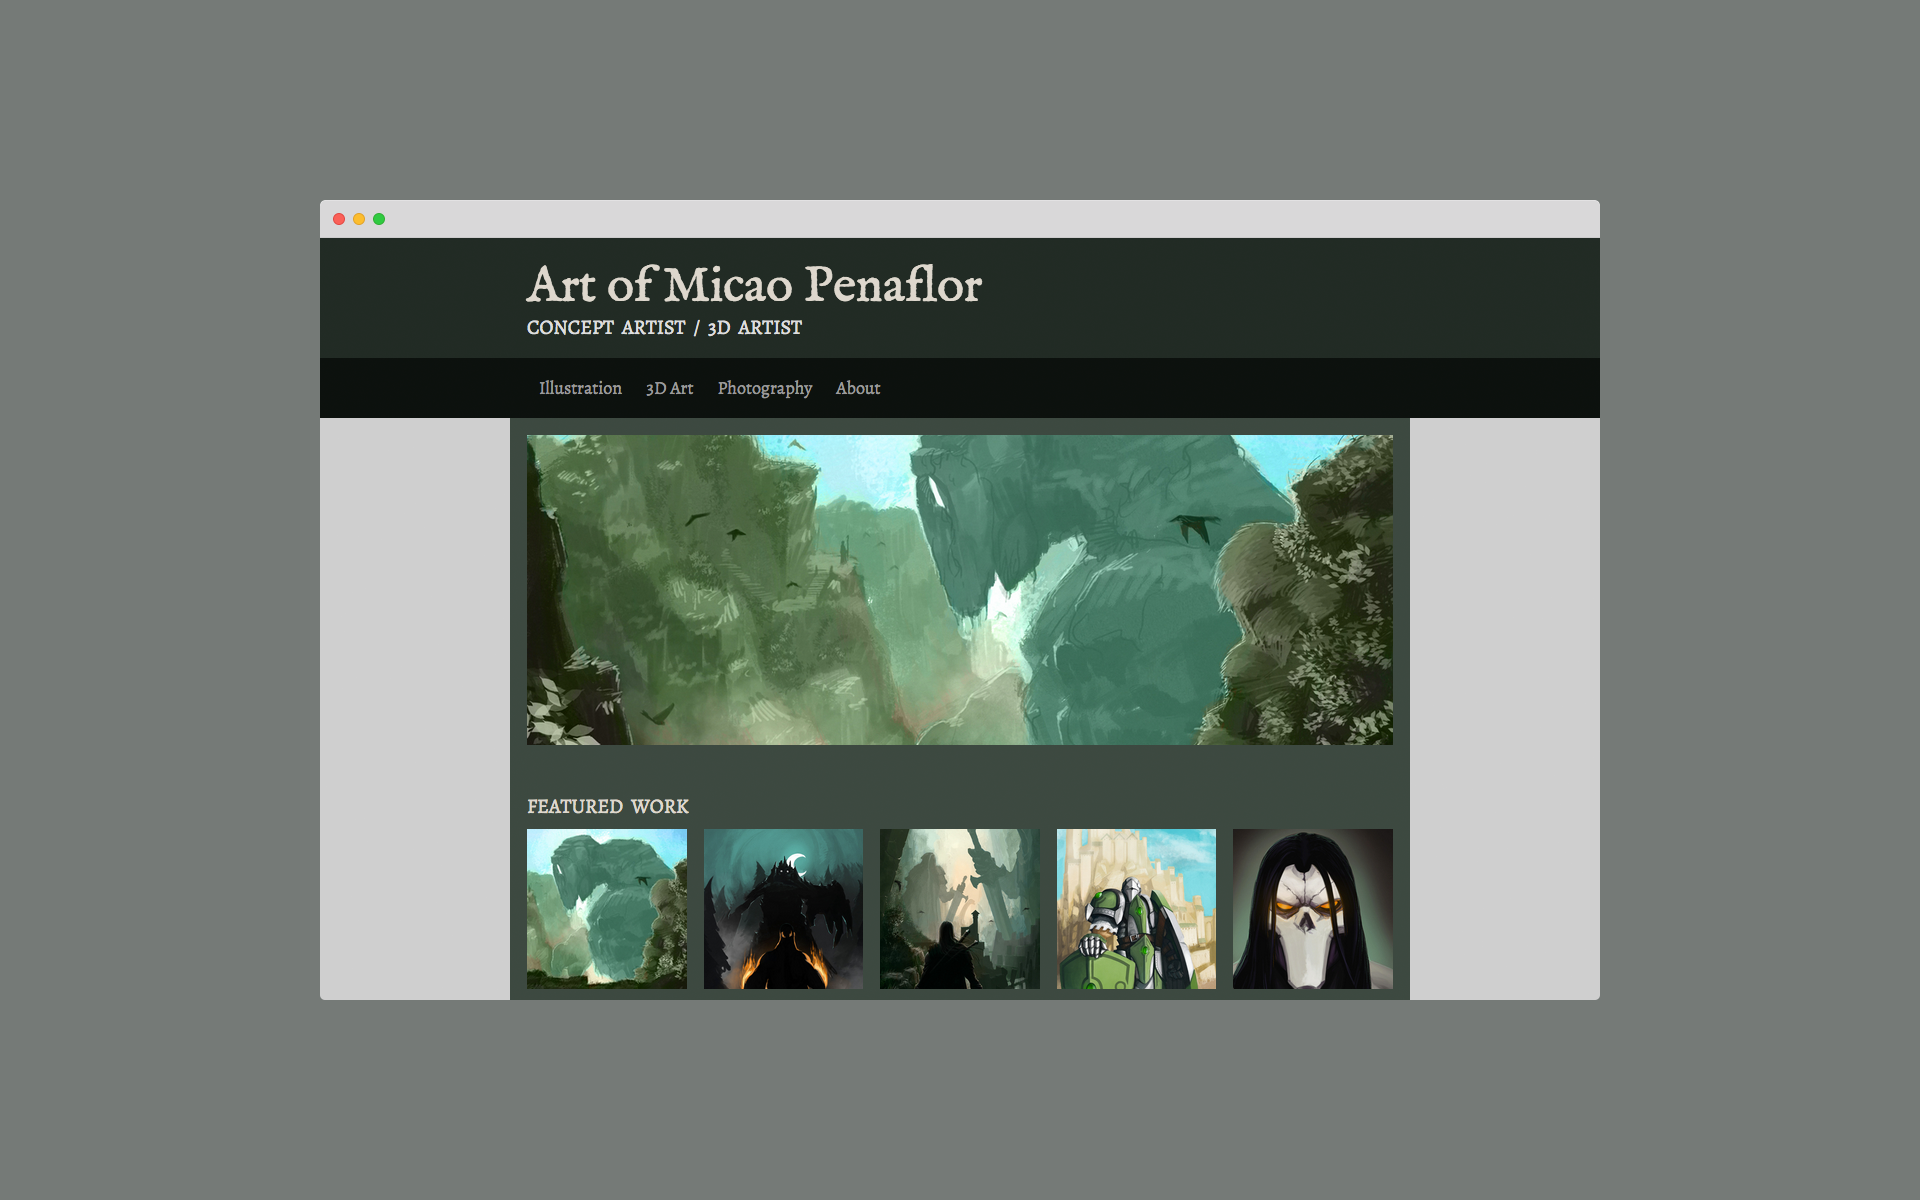 Art of Micao Penaflor
CONCEPT ARTIST / 3D ARTIST
Illustration 3D Art Photography About
FEATURED WORK